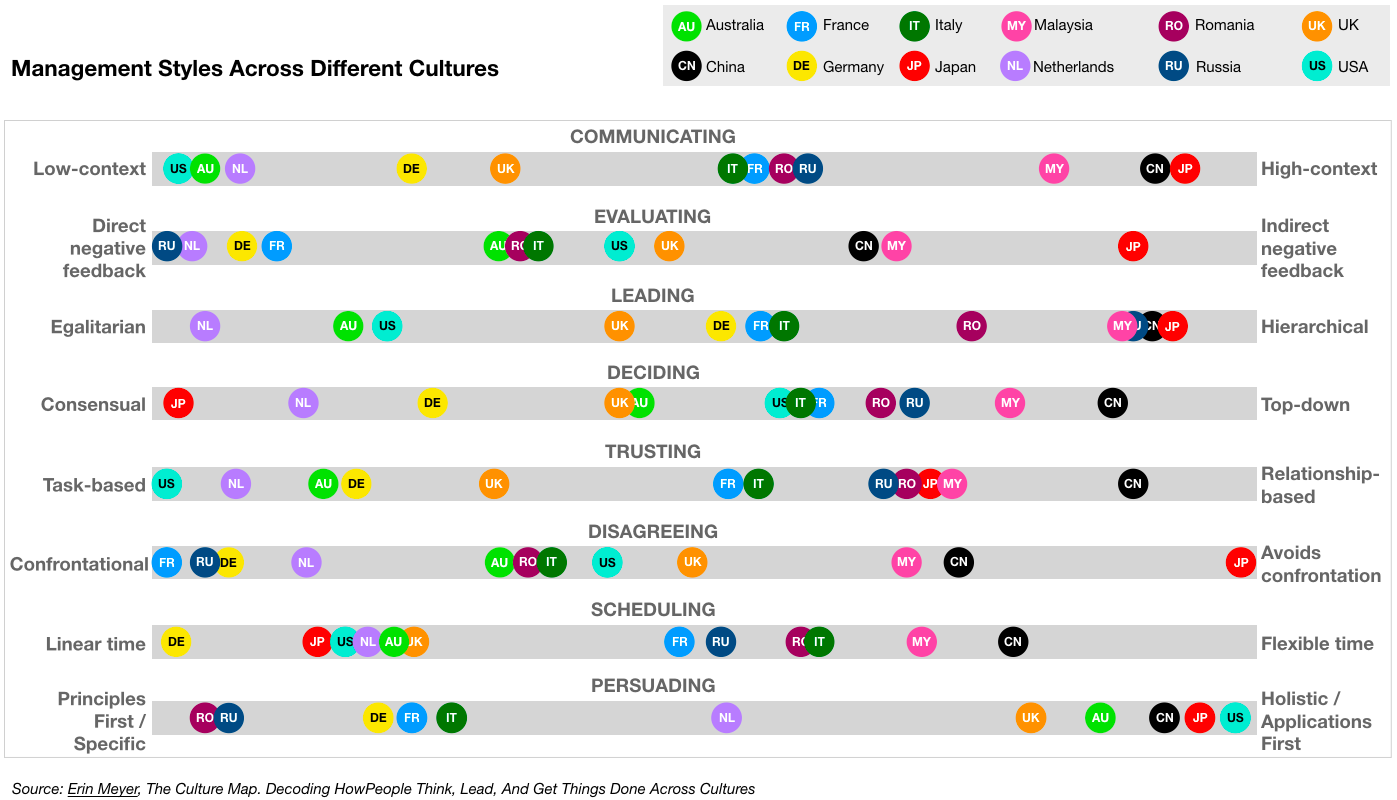 AU Australia FR France IT Italy MY Malaysia RO Romania UK UK
Management Styles Across Different Cultures
CN China DE Germany JP Japan NL Netherlands RU Russia US USA
COMMUNICATING
Low-context US AU NL DE UK IT FR RO RU MY CN JP High-context
EVALUATING
Direct
negative
feedback
RU NL DE FR AU RO IT US UK CN MY JP
Indirect
negative
feedback
LEADING
Egalitarian NL AU US UK DE FR IT RO MY CN JP Hierarchical
DECIDING
Consensual JP NL DE UK AU US IT FR RO RU MY CN Top-down
TRUSTING
Task-based US NL AU DE UK FR IT RU RO JP MY CN
Relationship-
based
DISAGREEING
Confrontational FR RU DE NL AU RO IT US UK MY CN JP
Avoids
confrontation
SCHEDULING
Linear time DE JP US NL AU UK FR RU RO IT MY CN Flexible time
PERSUADING
Principles
First /
Specific
RO RU DE FR IT NL UK AU CN JP US
Holistic /
Applications
First
Source: Erin Meyer, The Culture Map. Decoding HowPeople Think, Lead, And Get Things Done Across Cultures